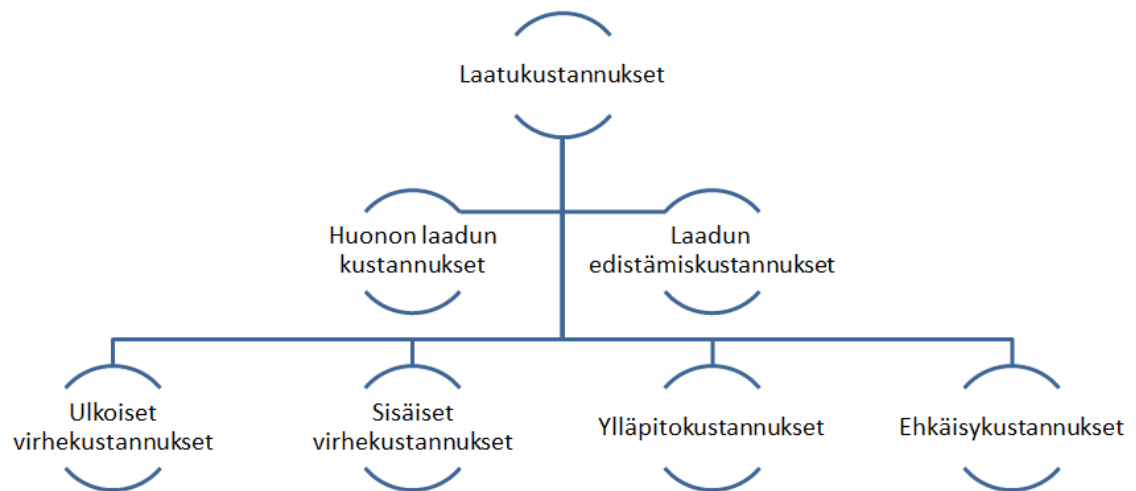 Laatukustannukset
Huonon laadun
kustannukset
Laadun
edistämiskustannukset
Ulkoiset
virhekustannukset
Sisäiset
virhekustannukset
Ylläpitokustannukset
Ehkäisykustannukset